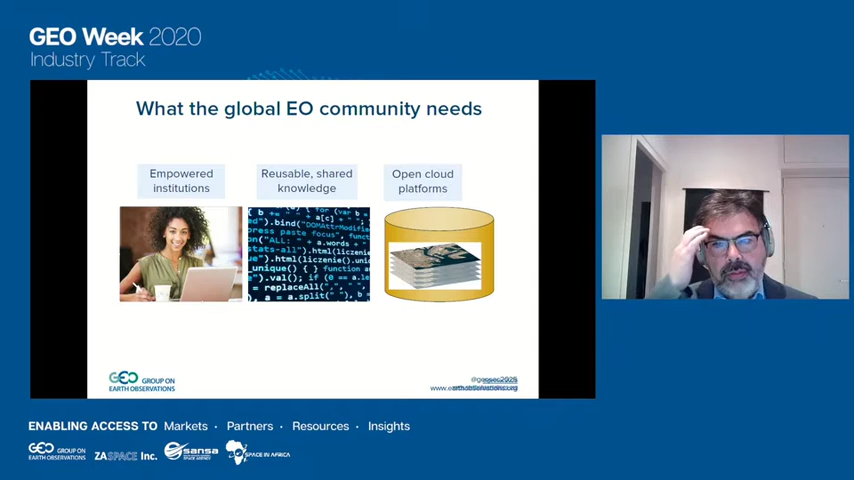 GEO Week 2020
Industry Track
What the global EO community needs
Empowered
institutions
Reusable, shared
knowledge
Open cloud
platforms
GEO GROUP ON
EARTH OBSERVATIONS
ENABLING ACCESS TO Markets · Partners · Resources · Insights
GEO GROUP ON
EARTH OBSERVATIONS
ZASPACE Inc.
sansa
SPACE IN AFRICA